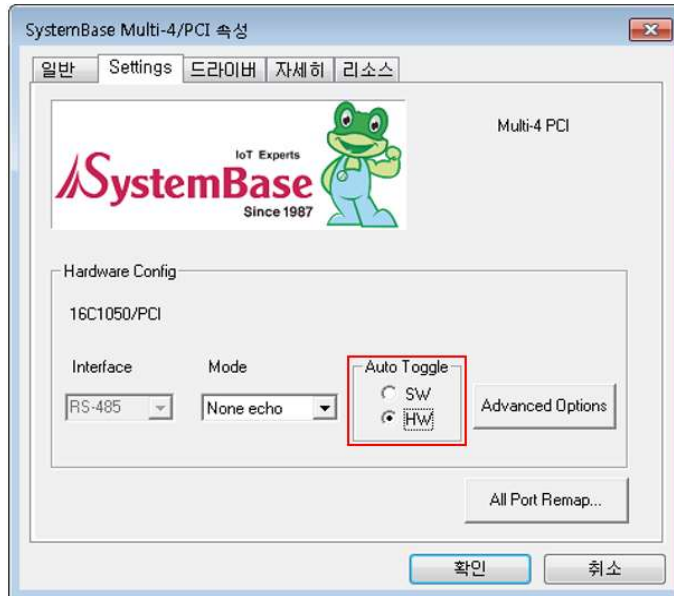 SystemBase Multi-4/PCI 속성
일반 Settings 드라이버 자세히 리소스
IoT Experts
SystemBase
Since 1987
Multi-4 PCI
Hardware Config
16C1050/PCI
Interface Mode Auto Toggle
SW
RS-485 None echo HW Advanced Options
All Port Remap...
확인 취소